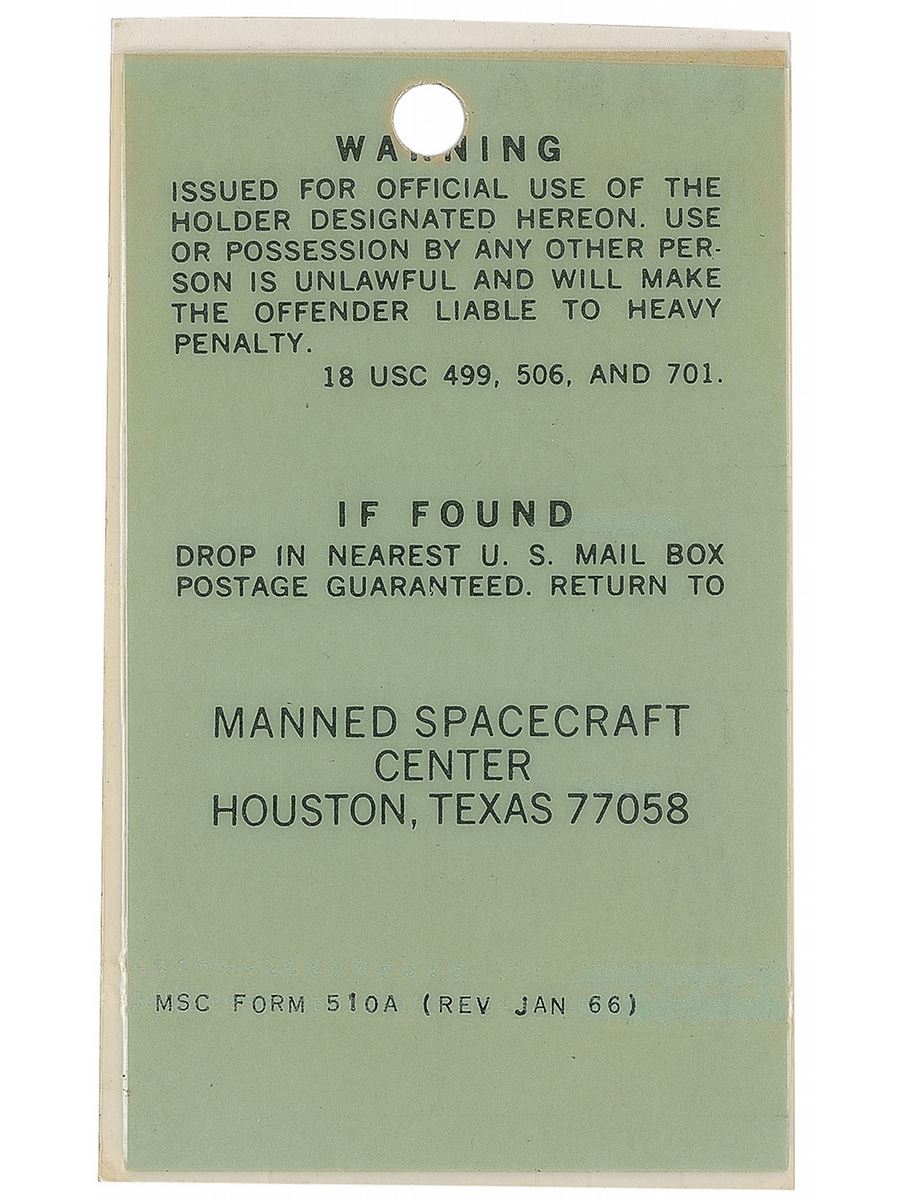 WARNING
ISSUED FOR OFFICIAL USE OF THE
HOLDER DESIGNATED HEREON. USE
OR POSSESSION BY ANY OTHER PER-
SON IS UNLAWFUL AND WILL MAKE
THE OFFENDER LIABLE TO HEAVY
PENALTY.
18 USC 499, 506, AND 701.
IF FOUND
DROP IN NEAREST U. S. MAIL BOX
POSTAGE GUARANTEED. RETURN TO
MANNED SPACECRAFT
CENTER
HOUSTON, TEXAS 77058
MSC FORM 510A (REV JAN 66)